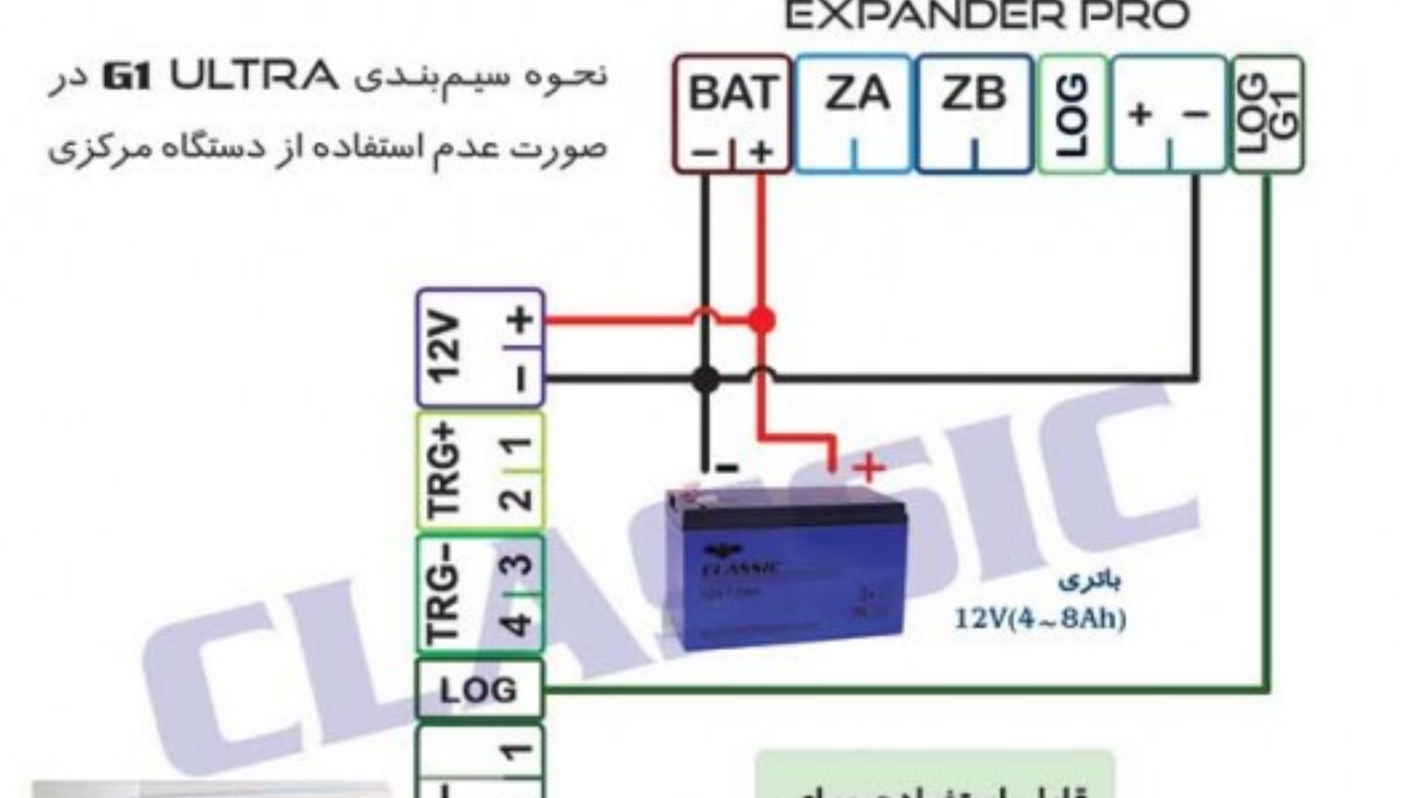 EXPANDER PRO
نحوه سیم‌بندی G1 ULTRA در
صورت عدم استفاده از دستگاه مرکزی
BAT
− +
ZA
ZB
LOG
+ −
LOG G1
12V
+
−
TRG+
1
2
TRG-
3
4
LOG
1
− +
CLASSIC
CLASSIC
باتری
12V(4~8Ah)